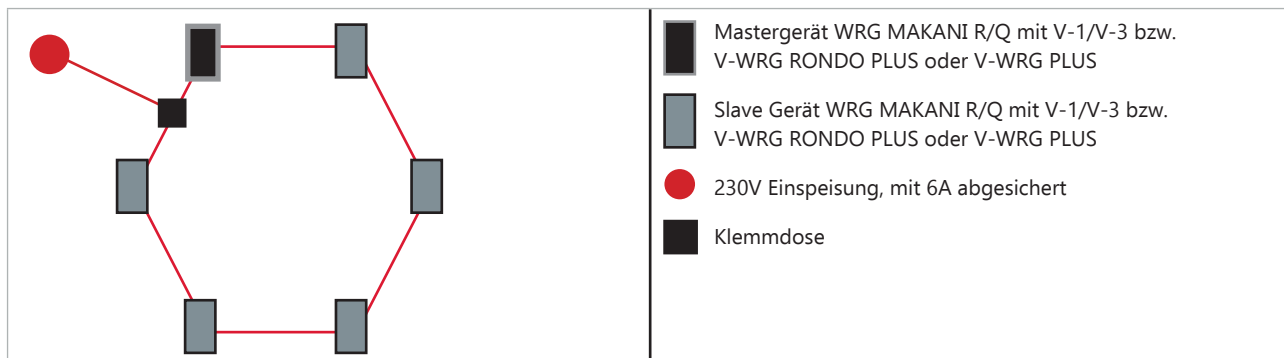 Mastergerät WRG MAKANI R/Q mit V-1/V-3 bzw.
V-WRG RONDO PLUS oder V-WRG PLUS
Slave Gerät WRG MAKANI R/Q mit V-1/V-3 bzw.
V-WRG RONDO PLUS oder V-WRG PLUS
230V Einspeisung, mit 6A abgesichert
Klemmdose